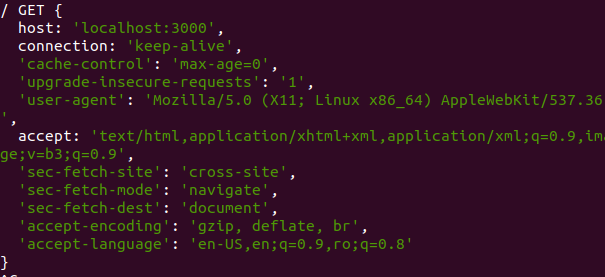 / GET {
  host: 'localhost:3000',
  connection: 'keep-alive',
  'cache-control': 'max-age=0',
  'upgrade-insecure-requests': '1',
  'user-agent': 'Mozilla/5.0 (X11; Linux x86_64) AppleWebKit/537.36
',
  accept: 'text/html,application/xhtml+xml,application/xml;q=0.9,ima
ge;v=b3;q=0.9',
  'sec-fetch-site': 'cross-site',
  'sec-fetch-mode': 'navigate',
  'sec-fetch-dest': 'document',
  'accept-encoding': 'gzip, deflate, br',
  'accept-language': 'en-US,en;q=0.9,ro;q=0.8'
}